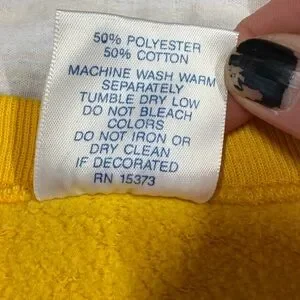 50% POLYESTER
50% COTTON
MACHINE WASH WARM
SEPARATELY
TUMBLE DRY LOW
DO NOT BLEACH
COLORS
DO NOT IRON OR
DRY CLEAN
IF DECORATED
RN 15373